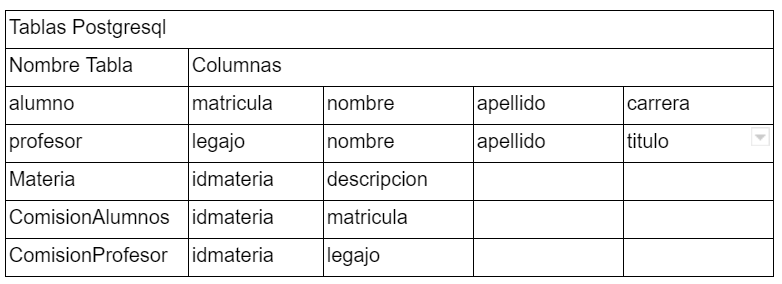 Tablas Postgresql
Nombre Tabla Columnas
alumno matricula nombre apellido carrera
profesor legajo nombre apellido titulo
Materia idmateria descripcion
ComisionAlumnos idmateria matricula
ComisionProfesor idmateria legajo